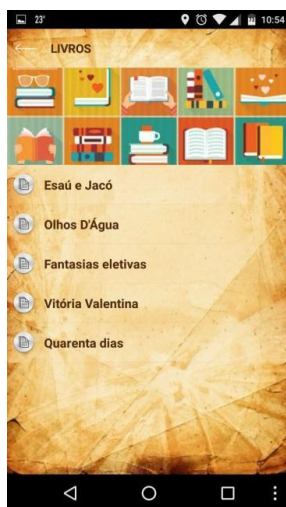 23° 10:54
LIVROS
Esaú e Jacó
Olhos D'Água
Fantasias eletivas
Vitória Valentina
Quarenta dias